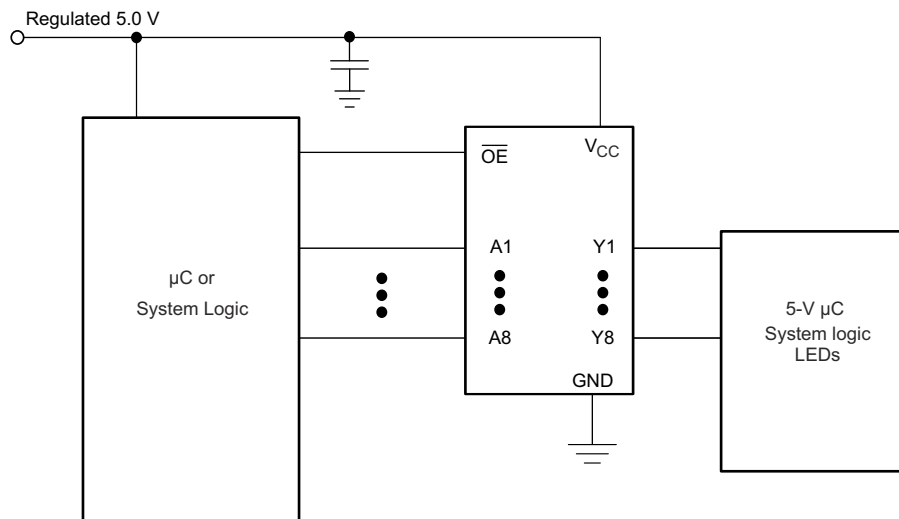 Regulated 5.0 V
OE
VCC
A1
Y1
µC or
System Logic
5-V µC
System logic
LEDs
A8
Y8
GND